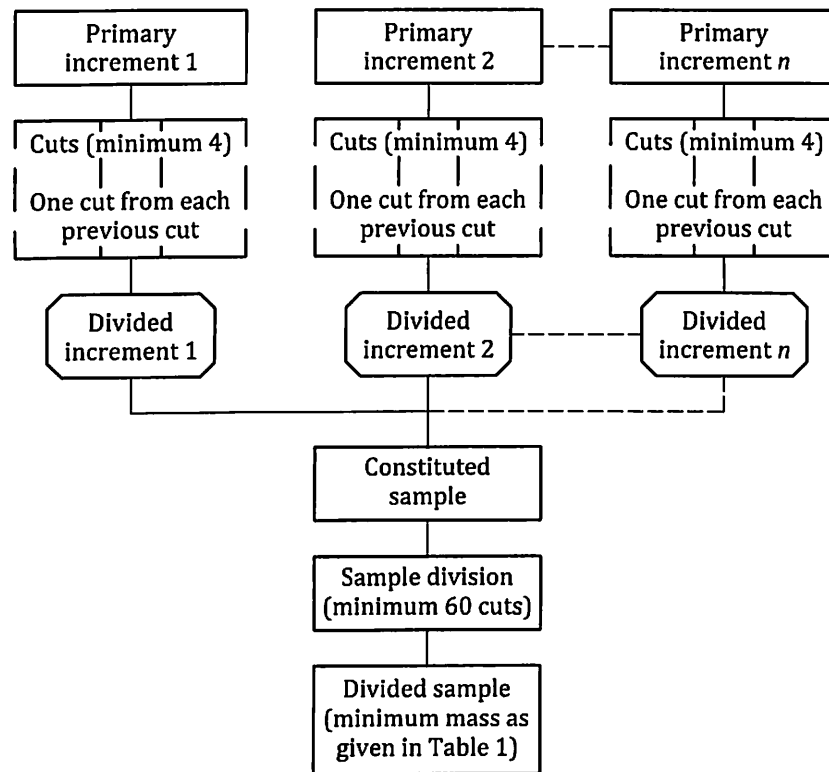 Primary
increment 1
Primary
increment 2
Primary
increment n
Cuts (minimum 4)
One cut from each
previous cut
Cuts (minimum 4)
One cut from each
previous cut
Cuts (minimum 4)
One cut from each
previous cut
Divided
increment 1
Divided
increment 2
Divided
increment n
Constituted
sample
Sample division
(minimum 60 cuts)
Divided sample
(minimum mass as
given in Table 1)